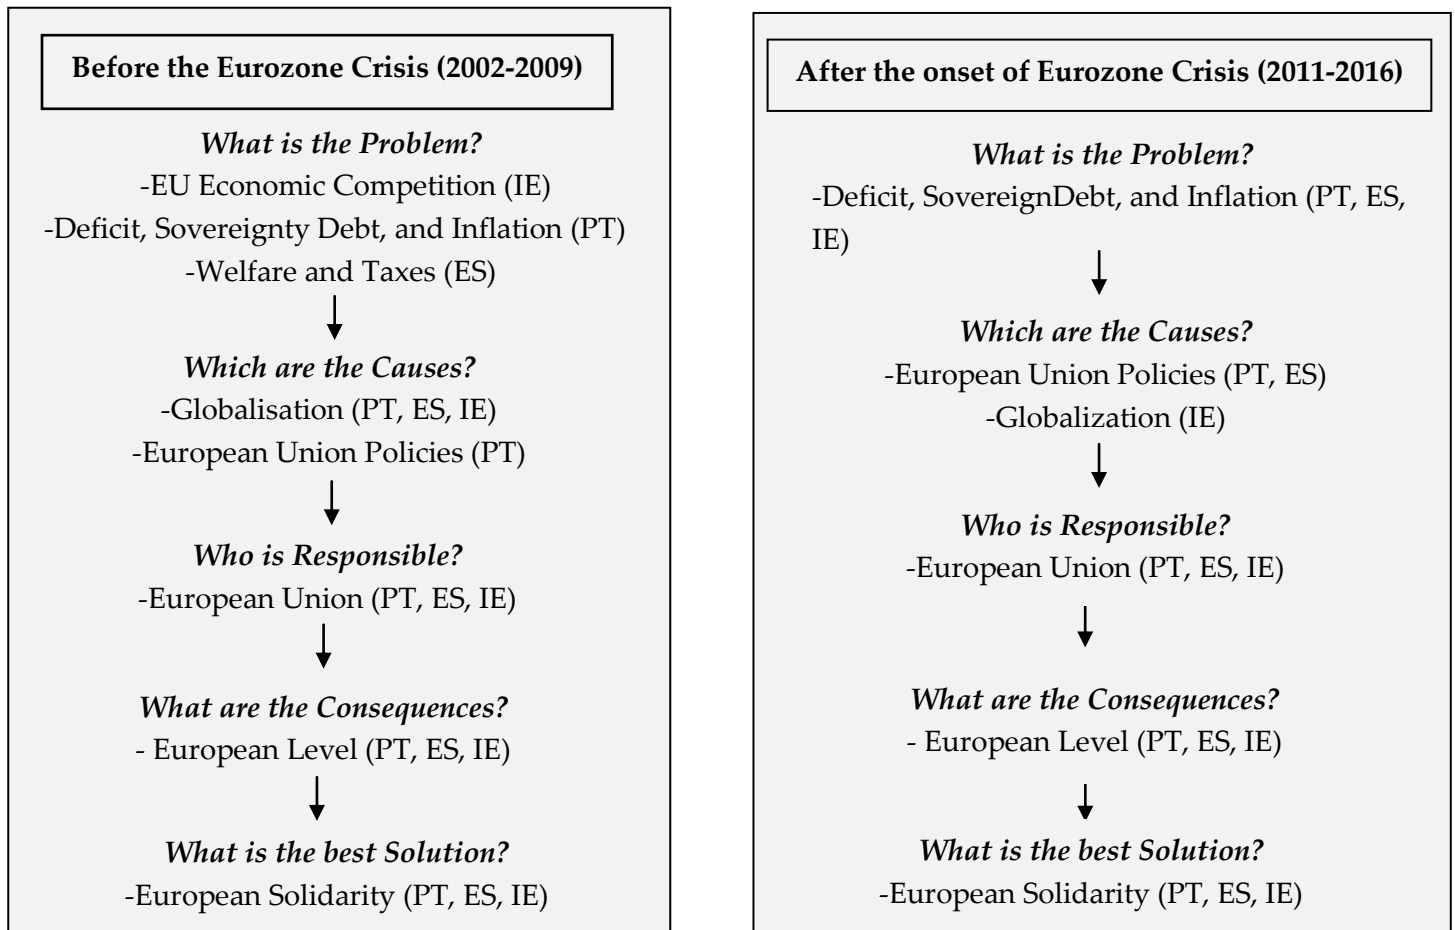 Before the Eurozone Crisis (2002-2009)
What is the Problem?
-EU Economic Competition (IE)
-Deficit, Sovereignty Debt, and Inflation (PT)
-Welfare and Taxes (ES)
Which are the Causes?
-Globalisation (PT, ES, IE)
-European Union Policies (PT)
Who is Responsible?
-European Union (PT, ES, IE)
What are the Consequences?
- European Level (PT, ES, IE)
What is the best Solution?
-European Solidarity (PT, ES, IE)
After the onset of Eurozone Crisis (2011-2016)
What is the Problem?
-Deficit, SovereignDebt, and Inflation (PT, ES,
IE)
Which are the Causes?
-European Union Policies (PT, ES)
-Globalization (IE)
Who is Responsible?
-European Union (PT, ES, IE)
What are the Consequences?
- European Level (PT, ES, IE)
What is the best Solution?
-European Solidarity (PT, ES, IE)